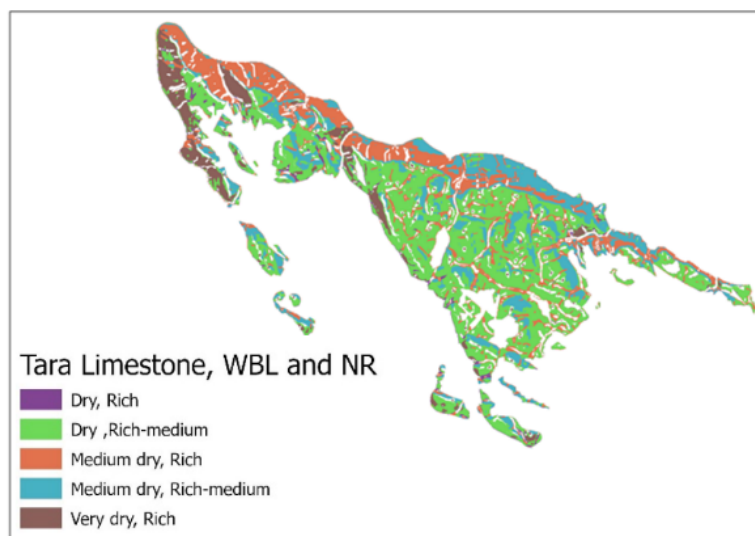 Tara Limestone, WBL and NR
Dry, Rich
Dry ,Rich-medium
Medium dry, Rich
Medium dry, Rich-medium
Very dry, Rich